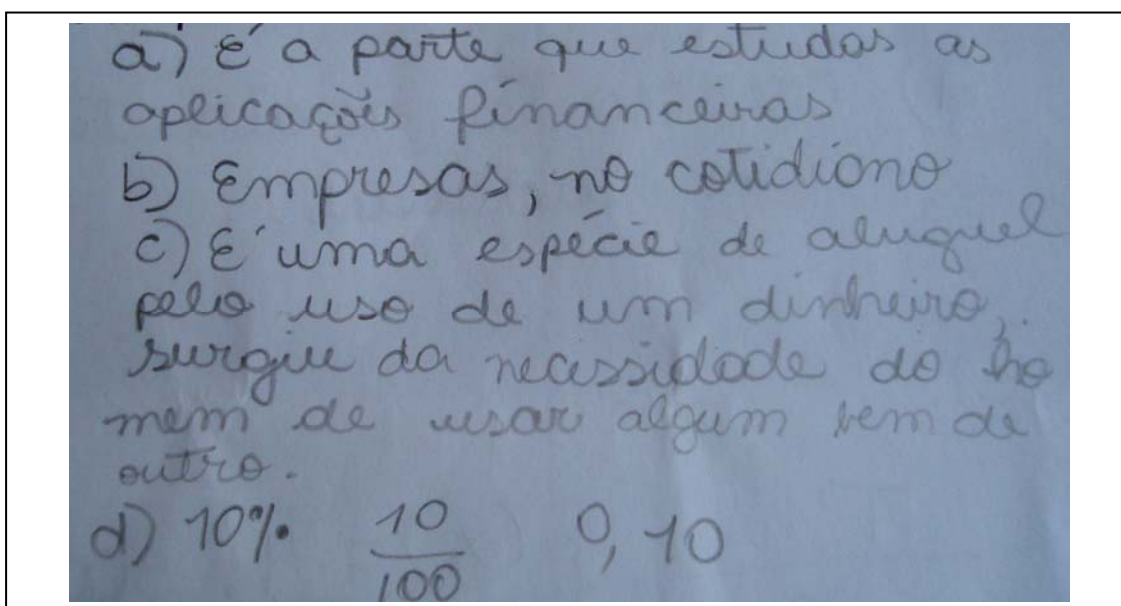 a) É a parte que estudas as
aplicações financeiras
b) Empresas, no cotidiano
c) É uma espécie de aluguel
pelo uso de um dinheiro,
surgiu da necessidade do ho
mem de usar algum bem de
outro.
d) 10% 10/100 0,10